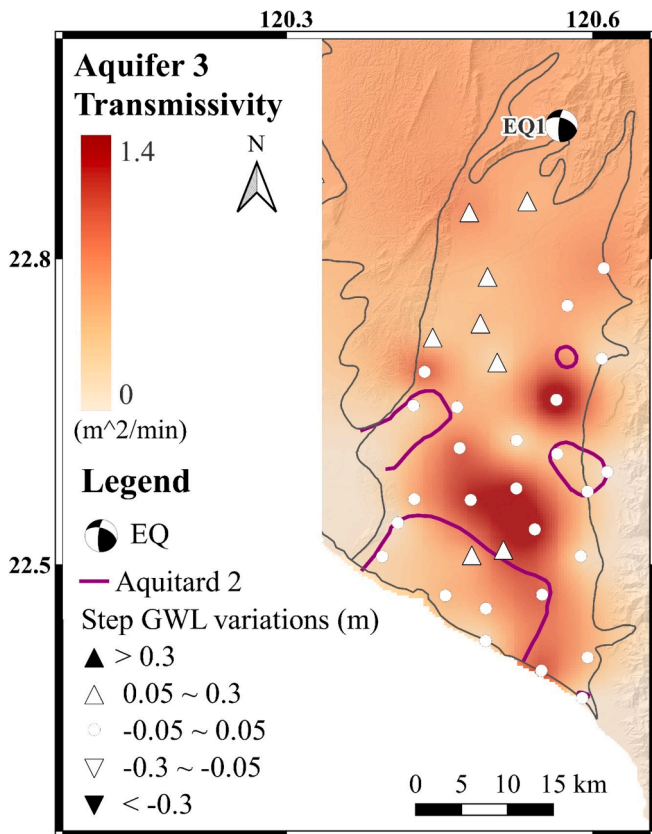 120.3 120.6
Aquifer 3
Transmissivity
1.4
N
EQ1
22.8
0
(m^2/min)
Legend
EQ
Aquitard 2
22.5
Step GWL variations (m)
> 0.3
0.05 ~ 0.3
-0.05 ~ 0.05
-0.3 ~ -0.05
< -0.3
0 5 10 15 km